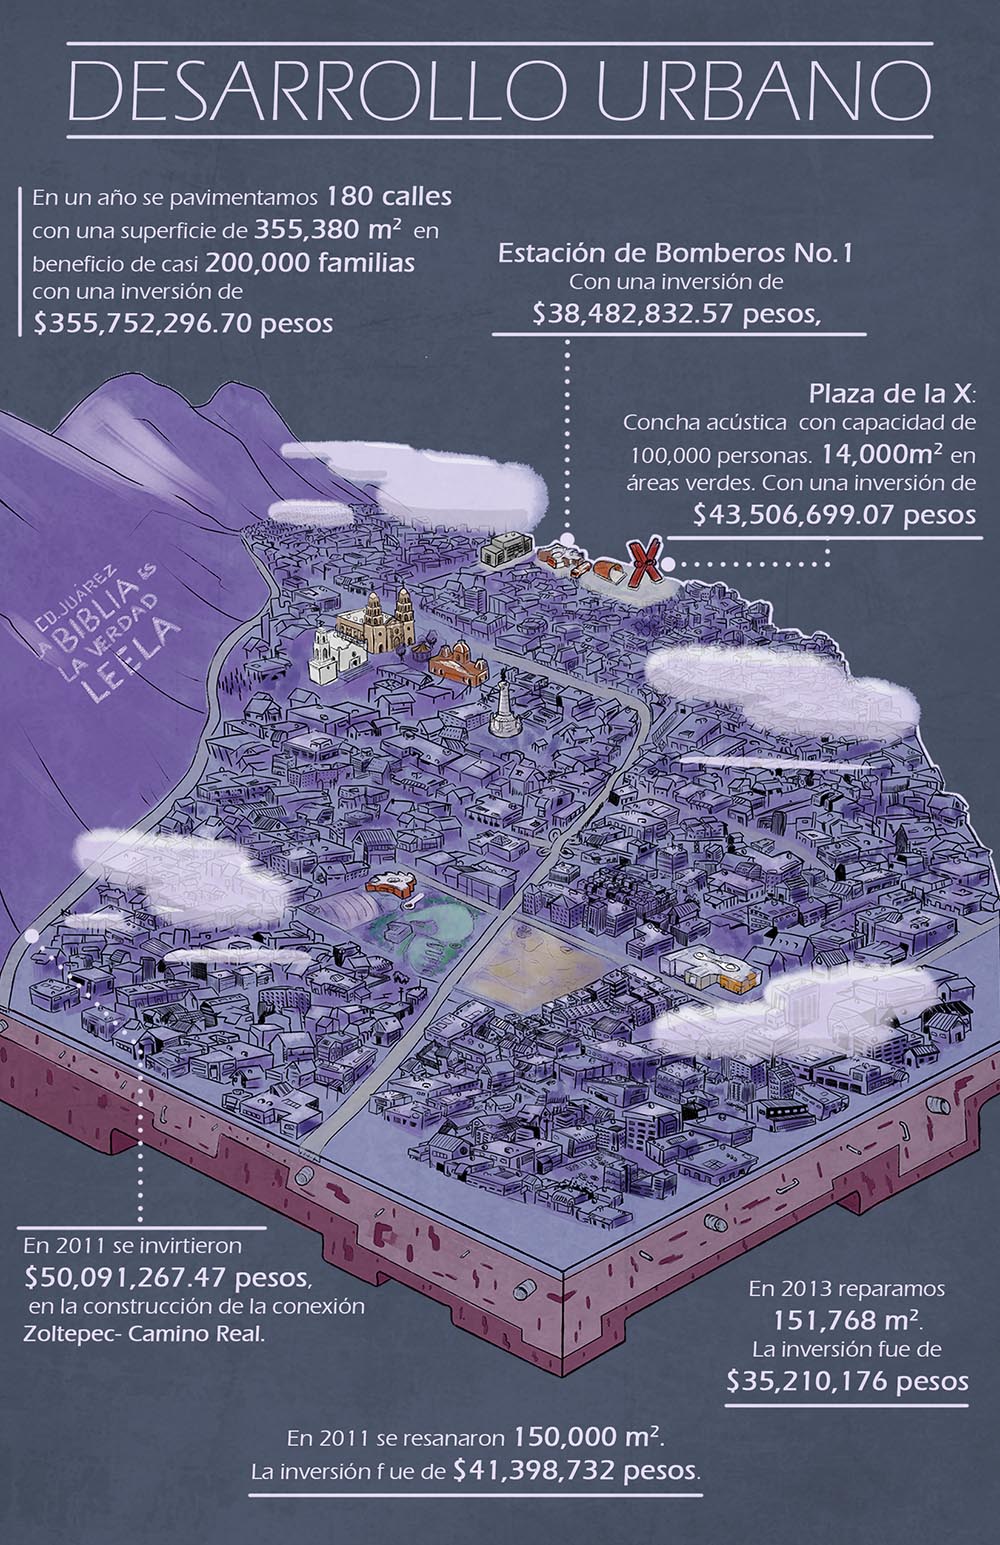 DESARROLLO URBANO
En un año se pavimentamos 180 calles
con una superficie de 355,380 m² en
beneficio de casi 200,000 familias
con una inversión de
$355,752,296.70 pesos
Estación de Bomberos No.1
Con una inversión de
$38,482,832.57 pesos,
Plaza de la X:
Concha acústica con capacidad de
100,000 personas. 14,000m² en
áreas verdes. Con una inversión de
$43,506,699.07 pesos
CD.JUÁREZ
A BIBLIA ES
LA VERDAD
LEELA
En 2011 se invirtieron
$50,091,267.47 pesos,
en la construcción de la conexión
Zoltepec- Camino Real.
En 2013 reparamos
151,768 m².
La inversión fue de
$35,210,176 pesos
En 2011 se resanaron 150,000 m².
La inversión f ue de $41,398,732 pesos.